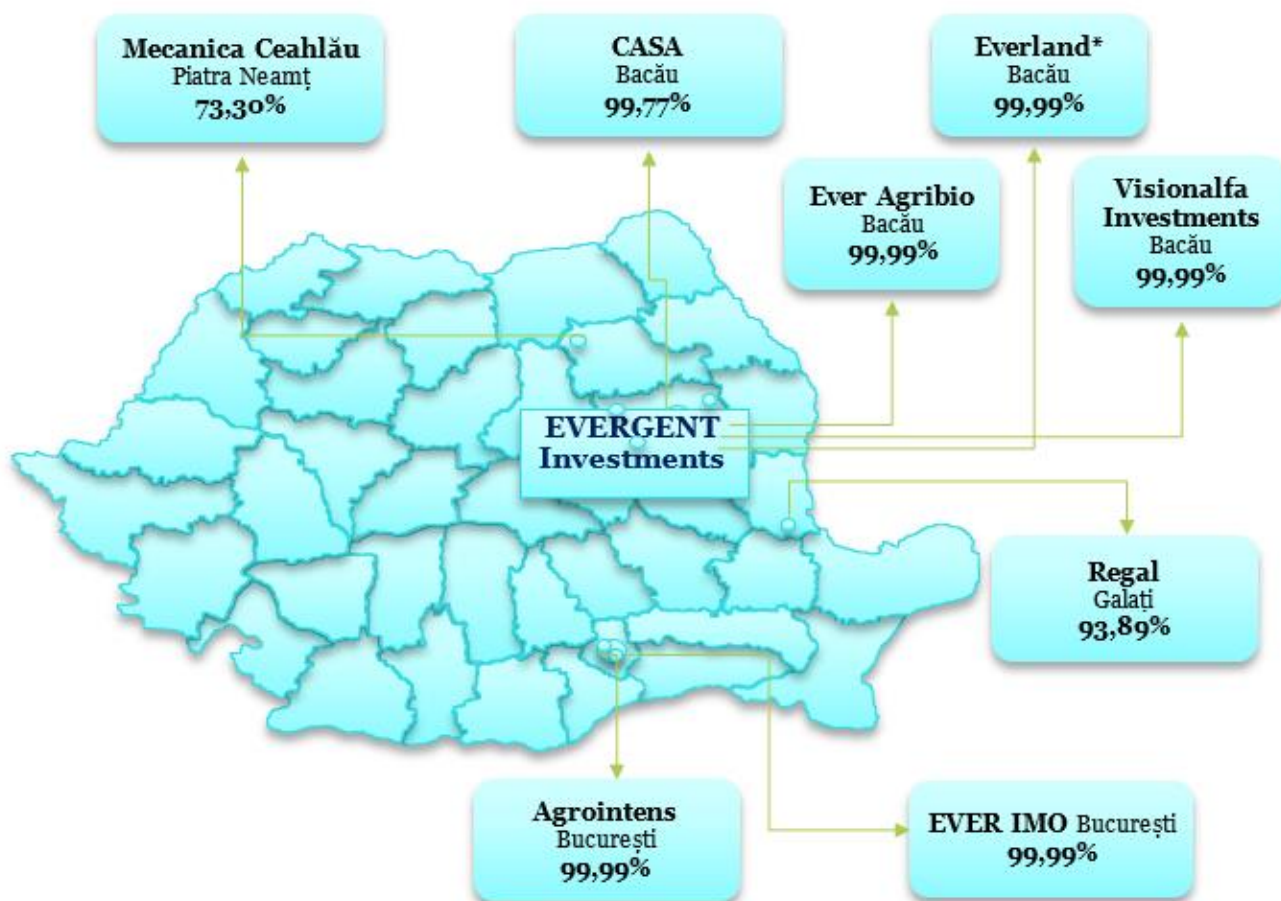 Mecanica Ceahlău
Piatra Neamț
73,30%
CASA
Bacău
99,77%
Everland*
Bacău
99,99%
Ever Agribio
Bacău
99,99%
Visionalfa
Investments
Bacău
99,99%
EVERGENT
Investments
Regal
Galați
93,89%
Agrointens
București
99,99%
EVER IMO București
99,99%